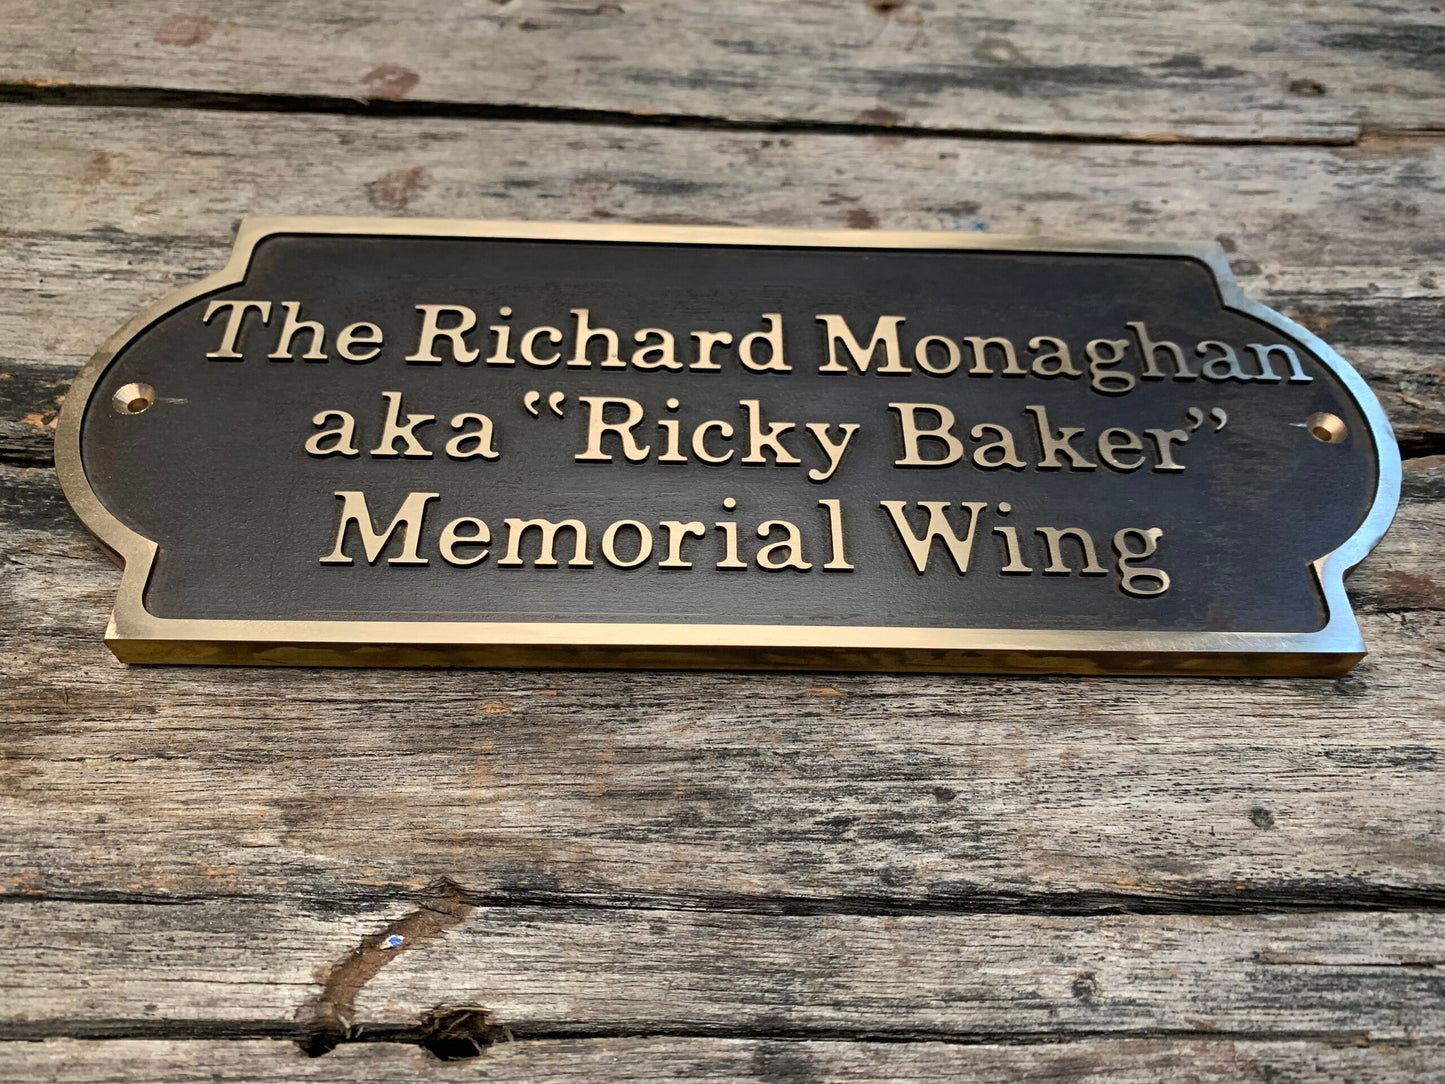 The Richard Monaghan
aka “Ricky Baker”
Memorial Wing